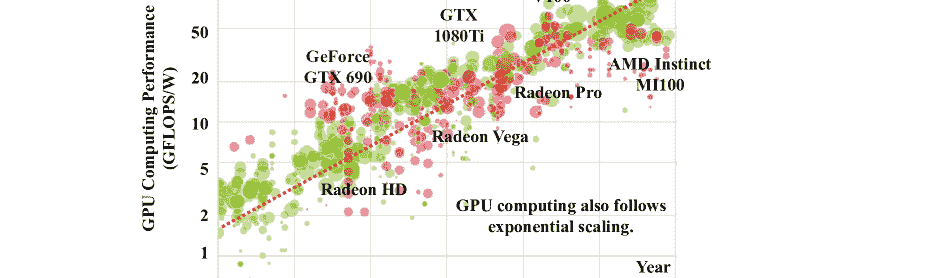 GTX
1080Ti
50
GeForce
GTX 690
AMD Instinct
MI100
20
Radeon Pro
10
Radeon Vega
5
Radeon HD
GPU computing also follows
exponential scaling.
2
1
Year
GPU Computing Performance
(GFLOPS/W)